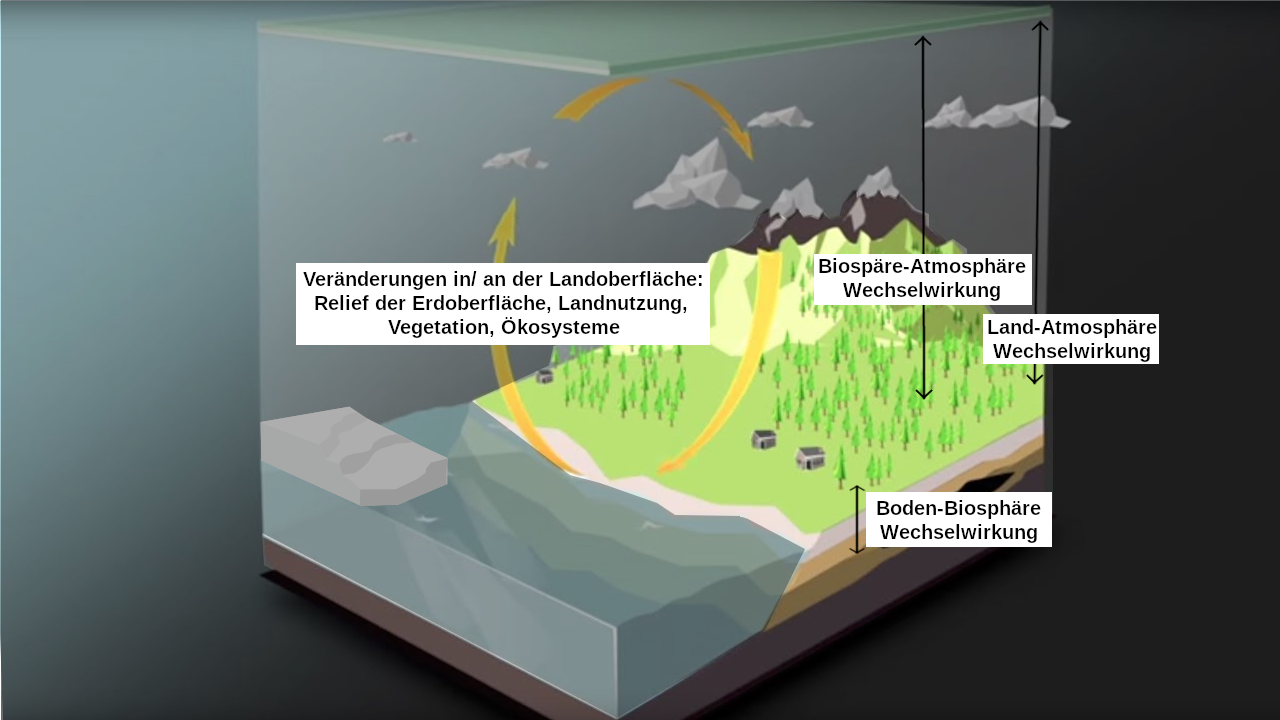 Veränderungen in/ an der Landoberfläche:
Relief der Erdoberfläche, Landnutzung,
Vegetation, Ökosysteme
Biospäre-Atmosphäre
Wechselwirkung
Land-Atmosphäre
Wechselwirkung
Boden-Biosphäre
Wechselwirkung